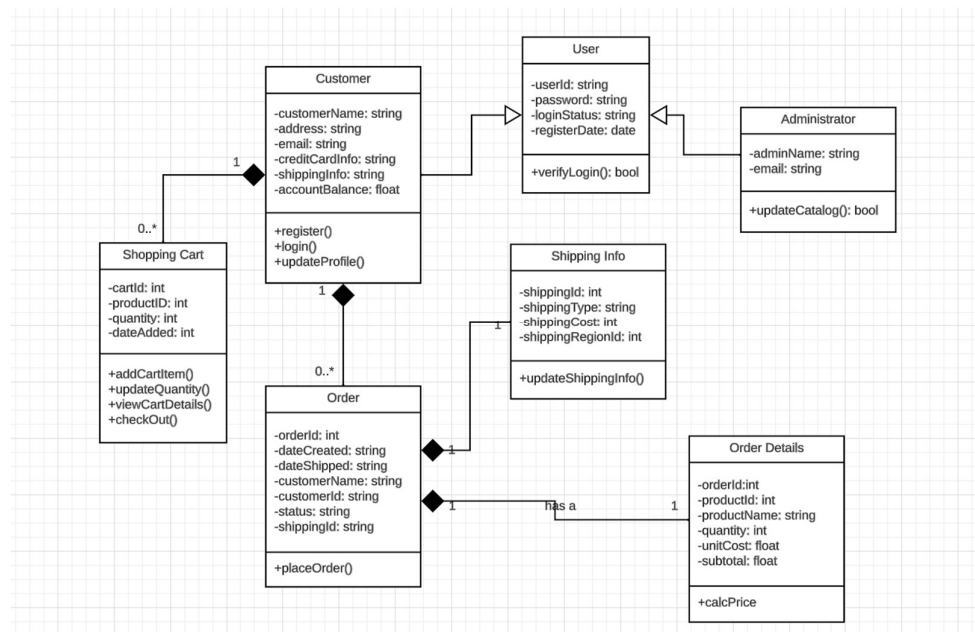 User
-userId: string
-password: string
-loginStatus: string
-registerDate: date
+verifyLogin(): bool
Customer
-customerName: string
-address: string
-email: string
-creditCardInfo: string
-shippingInfo: string
-accountBalance: float
+register()
+login()
+updateProfile()
Administrator
-adminName: string
-email: string
+updateCatalog(): bool
1
0..*
Shopping Cart
-cartId: int
-productID: int
-quantity: int
-dateAdded: int
+addCartItem()
+updateQuantity()
+viewCartDetails()
+checkOut()
1
0..*
Shipping Info
-shippingId: int
-shippingType: string
-shippingCost: int
-shippingRegionId: int
+updateShippingInfo()
1
Order
-orderId: int
-dateCreated: string
-dateShipped: string
-customerName: string
-customerId: string
-status: string
-shippingId: string
+placeOrder()
1
1
has a
1
Order Details
-orderId:int
-productId: int
-productName: string
-quantity: int
-unitCost: float
-subtotal: float
+calcPrice